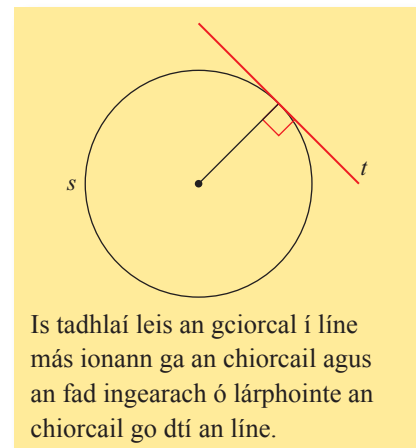 s
t
Is tadhlaí leis an gciorcal í líne
más ionann ga an chiorcail agus
an fad ingearach ó lárphointe an
chiorcail go dtí an líne.